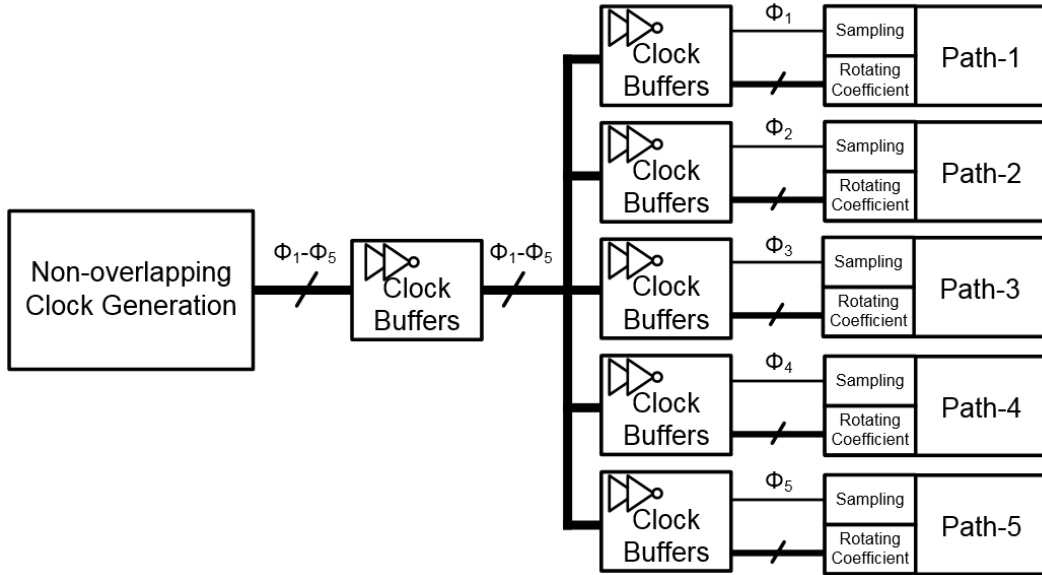 Non-overlapping
Clock Generation
Φ1-Φ5
Clock
Buffers
Φ1-Φ5
Clock
Buffers
Φ1
Sampling
Rotating
Coefficient
Path-1
Clock
Buffers
Φ2
Sampling
Rotating
Coefficient
Path-2
Clock
Buffers
Φ3
Sampling
Rotating
Coefficient
Path-3
Clock
Buffers
Φ4
Sampling
Rotating
Coefficient
Path-4
Clock
Buffers
Φ5
Sampling
Rotating
Coefficient
Path-5